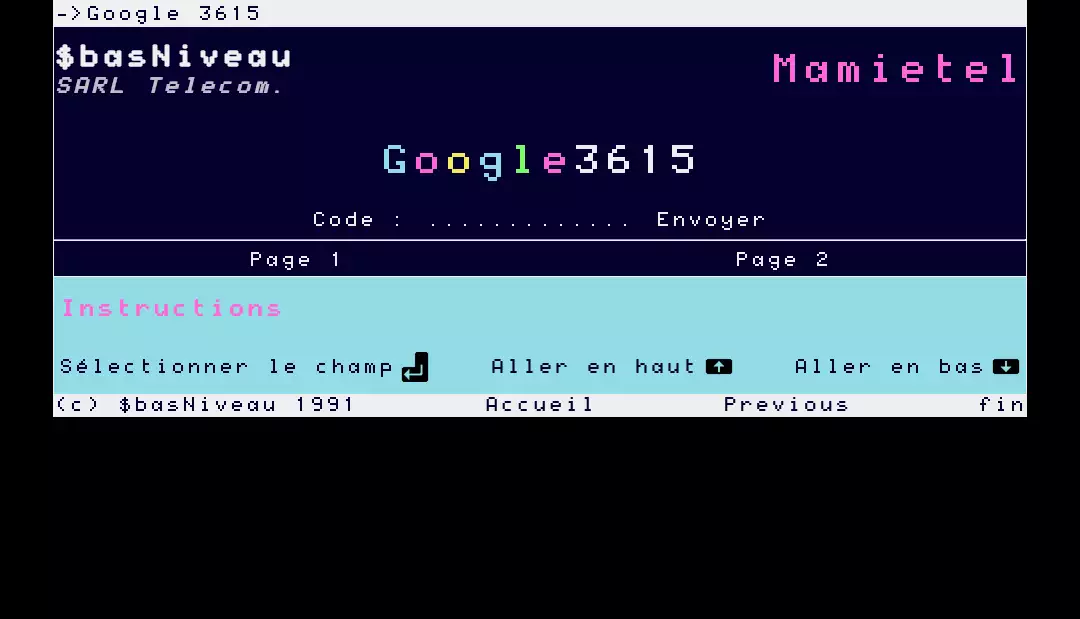 ->Google 3615
$basNiveau
SARL Telecom.
Mamietel
Google3615
Code : ............. Envoyer
Page 1 Page 2
Instructions
Sélectionner le champ Aller en haut Aller en bas
(c) $basNiveau 1991 Accueil Previous fin